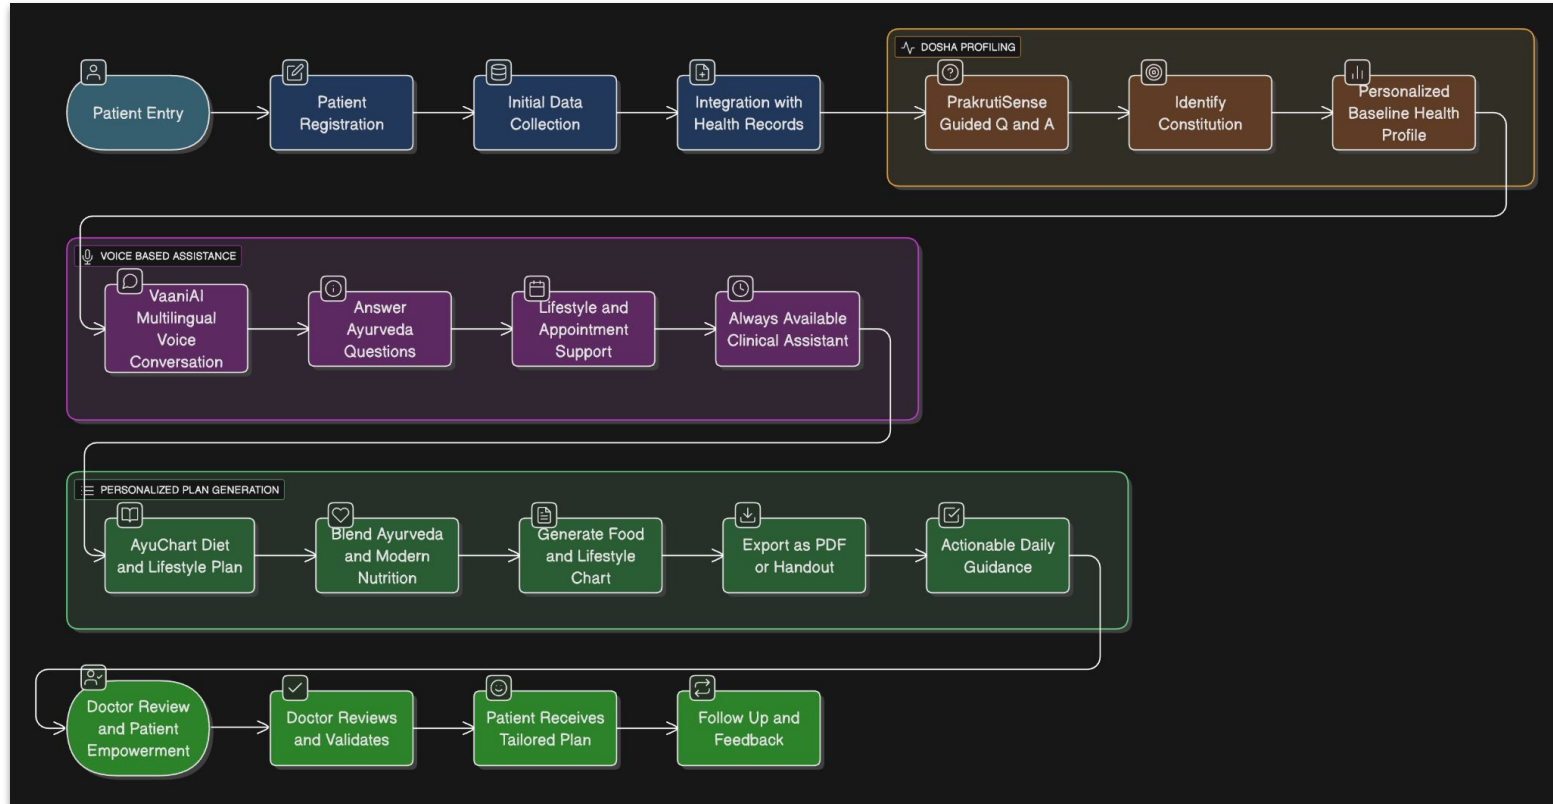 DOSHA PROFILING
Patient Entry
Patient
Registration
Initial Data
Collection
Integration with
Health Records
PrakrutiSense
Guided Q and A
Identify
Constitution
Personalized
Baseline Health
Profile
VOICE BASED ASSISTANCE
VaaniAI
Multilingual
Voice
Conversation
Answer
Ayurveda
Questions
Lifestyle and
Appointment
Support
Always Available
Clinical Assistant
PERSONALIZED PLAN GENERATION
AyuChart Diet
and Lifestyle Plan
Blend Ayurveda
and Modern
Nutrition
Generate Food
and Lifestyle
Chart
Export as PDF
or Handout
Actionable Daily
Guidance
Doctor Review
and Patient
Empowerment
Doctor Reviews
and Validates
Patient Receives
Tailored Plan
Follow Up and
Feedback